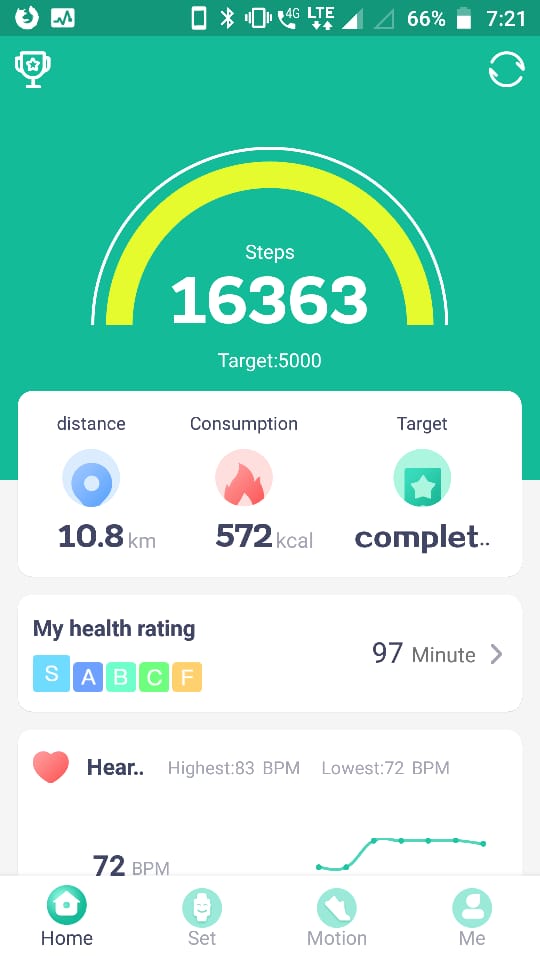 4G LTE 66% 7:21
Steps
16363
Target:5000
distance Consumption Target
10.8 km 572 kcal complet..
My health rating
S A B C F
97 Minute
Hear.. Highest:83 BPM Lowest:72 BPM
72 BPM
Home Set Motion Me